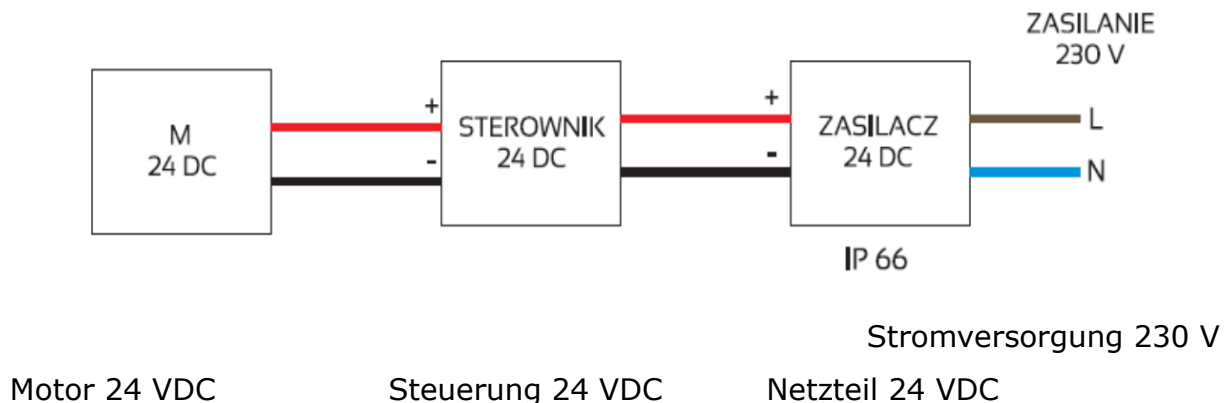 ZASILANIE
230 V
M
24 DC
+
-
STEROWNIK
24 DC
+
-
ZASILACZ
24 DC
L
N
IP 66
Stromversorgung 230 V
Motor 24 VDC
Steuerung 24 VDC
Netzteil 24 VDC